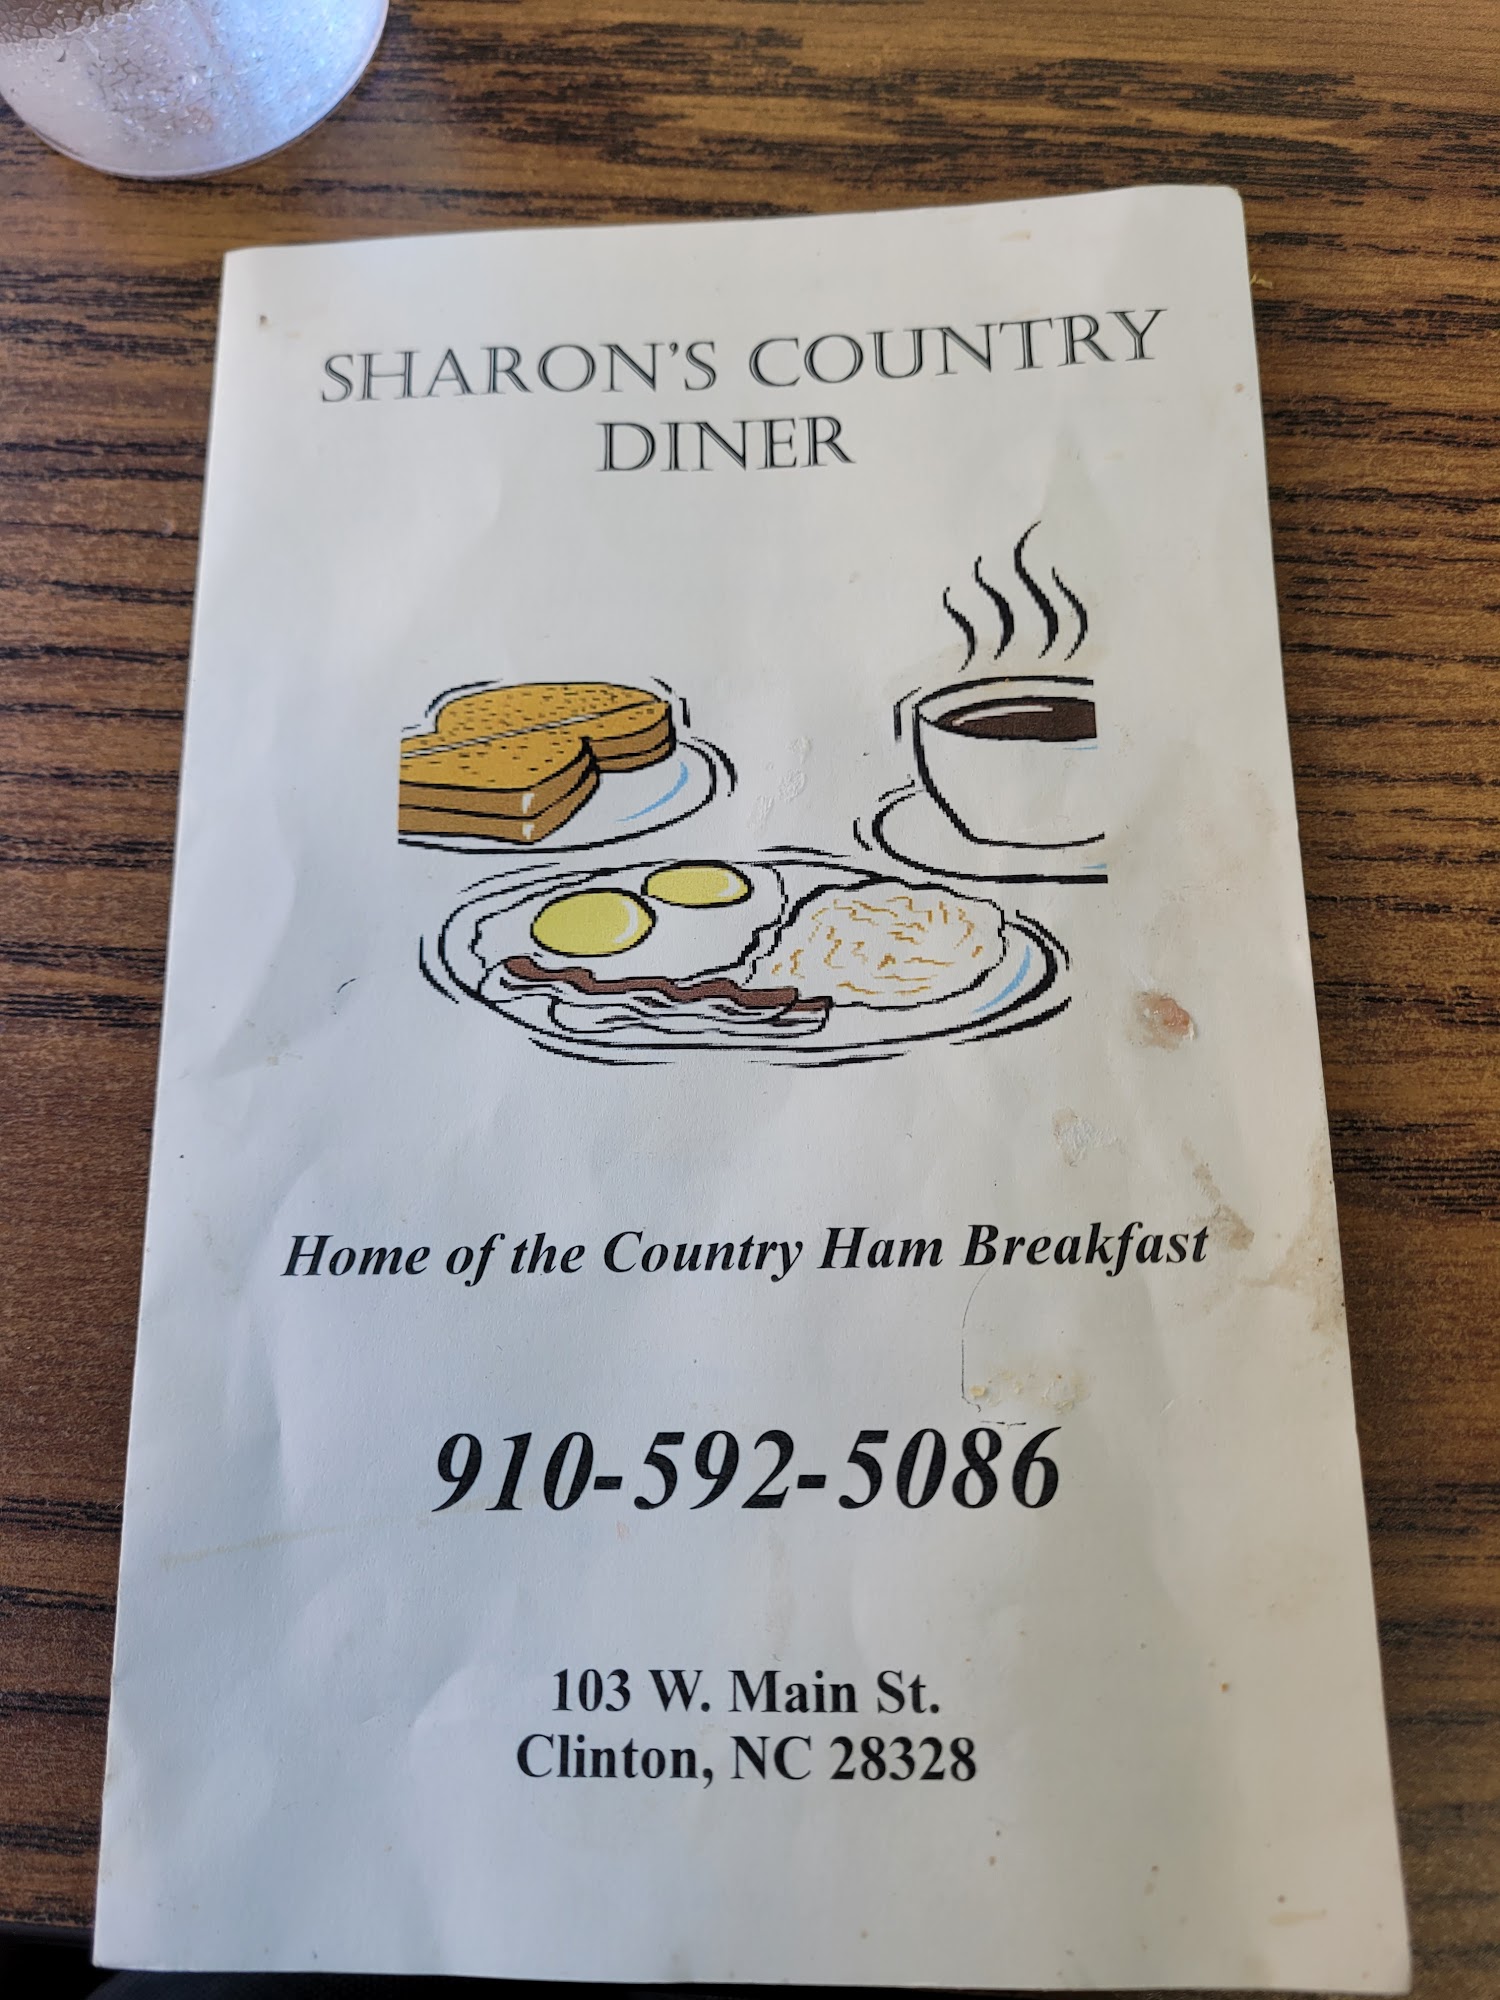 SHARON'S COUNTRY
DINER
Home of the Country Ham Breakfast
910-592-5086
103 W. Main St.
Clinton, NC 28328